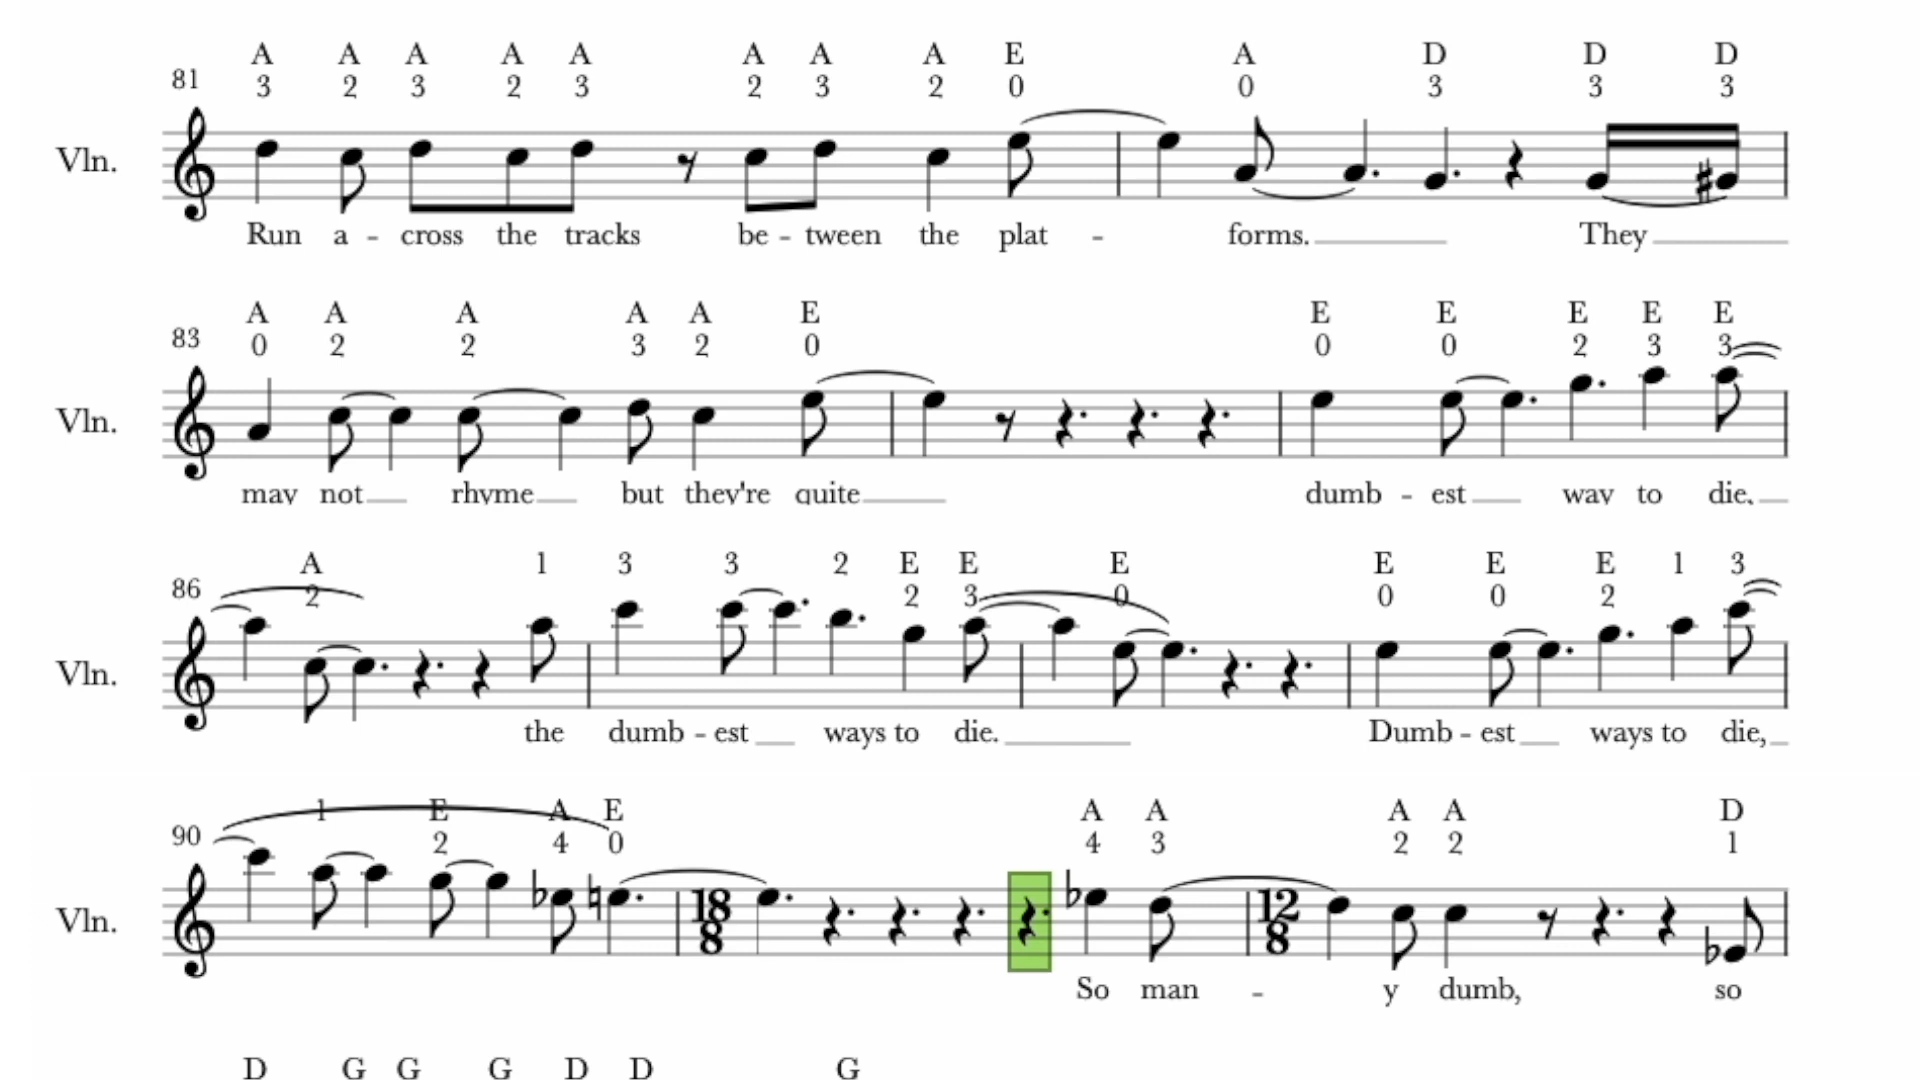 A A A A A A A A E A D D D
81 3 2 3 2 3 2 3 2 0 0 3 3 3
Vln.
Run a - cross the tracks be - tween the plat - forms. They
A A A A A E E E E E E
83 0 2 2 3 2 0 0 0 2 3 3
Vln.
may not rhyme but they're quite dumb - est way to die.
A 1 3 3 2 E E E E E E 1 3
86 2 2 3 0 0 0 2
Vln.
the dumb - est ways to die. Dumb - est ways to die,
1 E A E A A A A D
90 2 4 0 4 3 2 2 1
Vln. 18 8 12 8
So man - y dumb, so
D G G G D D G